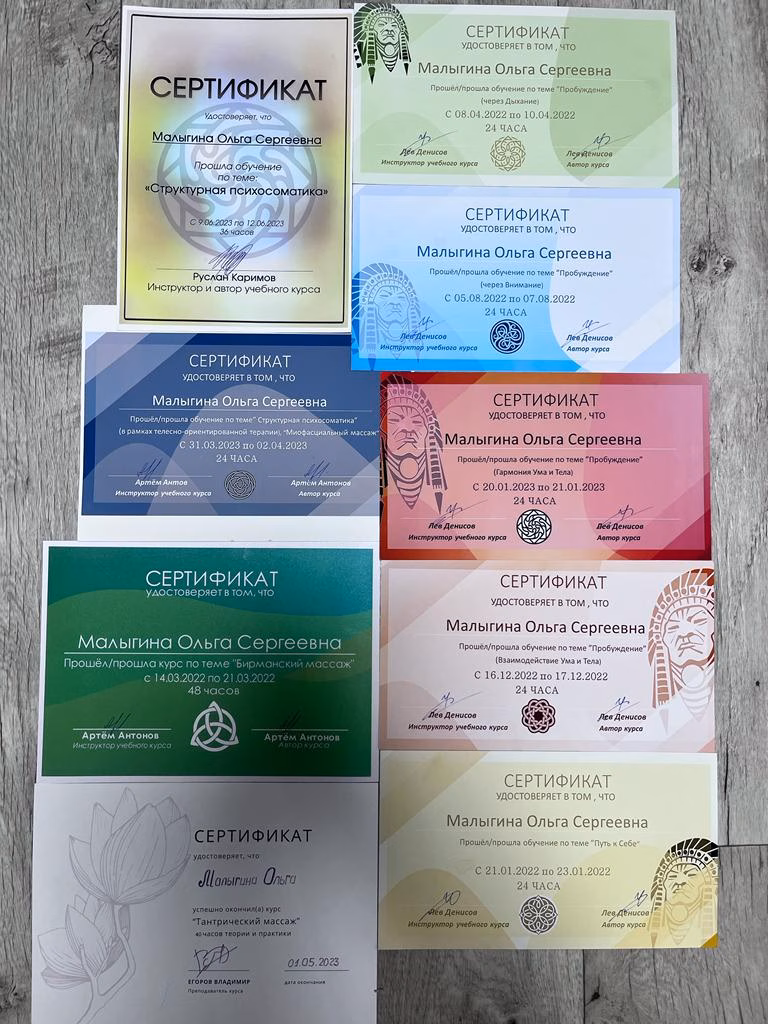 СЕРТИФИКАТ
Удостоверяет, что
Малыгина Ольга Сергеевна
Прошла обучение
по теме:
«Структурная психосоматика»
С 9.06.2023 по 12.06.2023
36 часов
Руслан Каримов
Инструктор и автор учебного курса
СЕРТИФИКАТ
УДОСТОВЕРЯЕТ В ТОМ , ЧТО
Малыгина Ольга Сергеевна
Прошёл/прошла обучение по теме "Пробуждение"
(через Дыхание)
С 08.04.2022 по 10.04.2022
24 ЧАСА
Лев Денисов
Инструктор учебного курса
Лев Денисов
Автор курса
СЕРТИФИКАТ
УДОСТОВЕРЯЕТ В ТОМ , ЧТО
Малыгина Ольга Сергеевна
Прошёл/прошла обучение по теме "Пробуждение"
(через Внимание)
С 05.08.2022 по 07.08.2022
24 ЧАСА
Лев Денисов
Инструктор учебного курса
Лев Денисов
Автор курса
СЕРТИФИКАТ
УДОСТОВЕРЯЕТ В ТОМ , ЧТО
Малыгина Ольга Сергеевна
Прошёл/прошла обучение по теме" Структурная психосоматика"
(в рамках телесно-ориентированной терапии), "Миофасциальный массаж"
С 31.03.2023 по 02.04.2023
24 ЧАСА
Артём Антов
Инструктор учебного курса
Артём Антонов
Автор курса
СЕРТИФИКАТ
УДОСТОВЕРЯЕТ В ТОМ , ЧТО
Малыгина Ольга Сергеевна
Прошёл/прошла обучение по теме "Пробуждение"
(Гармония Ума и Тела)
С 20.01.2023 по 21.01.2023
24 ЧАСА
Лев Денисов
Инструктор учебного курса
Лев Денисов
Автор курса
СЕРТИФИКАТ
удостоверяет в том, что
Малыгина Ольга Сергеевна
Прошёл/прошла курс по теме "Бирманский массаж"
с 14.03.2022 по 21.03.2022
48 часов
Артём Антонов
Инструктор учебного курса
Артём Антонов
Автор курса
СЕРТИФИКАТ
УДОСТОВЕРЯЕТ В ТОМ , ЧТО
Малыгина Ольга Сергеевна
Прошёл/прошла обучение по теме "Пробуждение"
(Взаимодействие Ума и Тела)
С 16.12.2022 по 17.12.2022
24 ЧАСА
Лев Денисов
Инструктор учебного курса
Лев Денисов
Автор курса
СЕРТИФИКАТ
удостоверяет, что
Малыгина Ольга
успешно окончил(а) курс
"Тантрический массаж"
40 часов теории и практики
ЕГОРОВ ВЛАДИМИР
Преподаватель курса
01.05.2023
дата окончания
СЕРТИФИКАТ
УДОСТОВЕРЯЕТ В ТОМ , ЧТО
Малыгина Ольга Сергеевна
Прошёл/прошла обучение по теме "Путь к Себе"
С 21.01.2022 по 23.01.2022
24 ЧАСА
Лев Денисов
Инструктор учебного курса
Лев Денисов
Автор курса